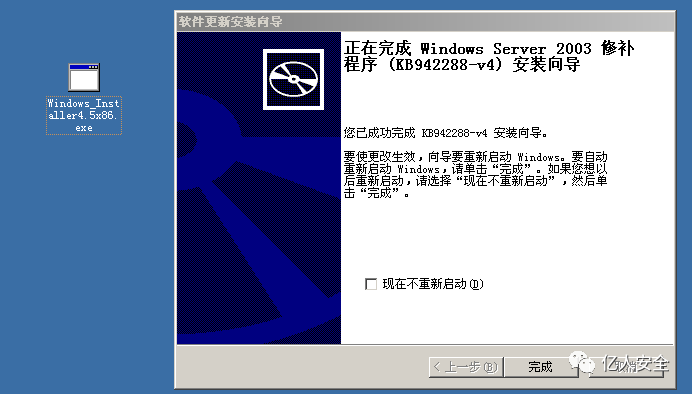 软件更新安装向导
Windows_Inst
aller4.5x86.
exe
正在完成 Windows Server 2003 修补
程序 (KB942288-v4) 安装向导
您已成功完成 KB942288-v4 安装向导。
要使更改生效，向导要重新启动 Windows。要自动
重新启动 Windows，请单击“完成”。如果您想以
后重新启动，请选择“现在不重新启动”，然后单
击“完成”。
现在不重新启动(D)
< 上一步(B)
完成
取消
亿人安全